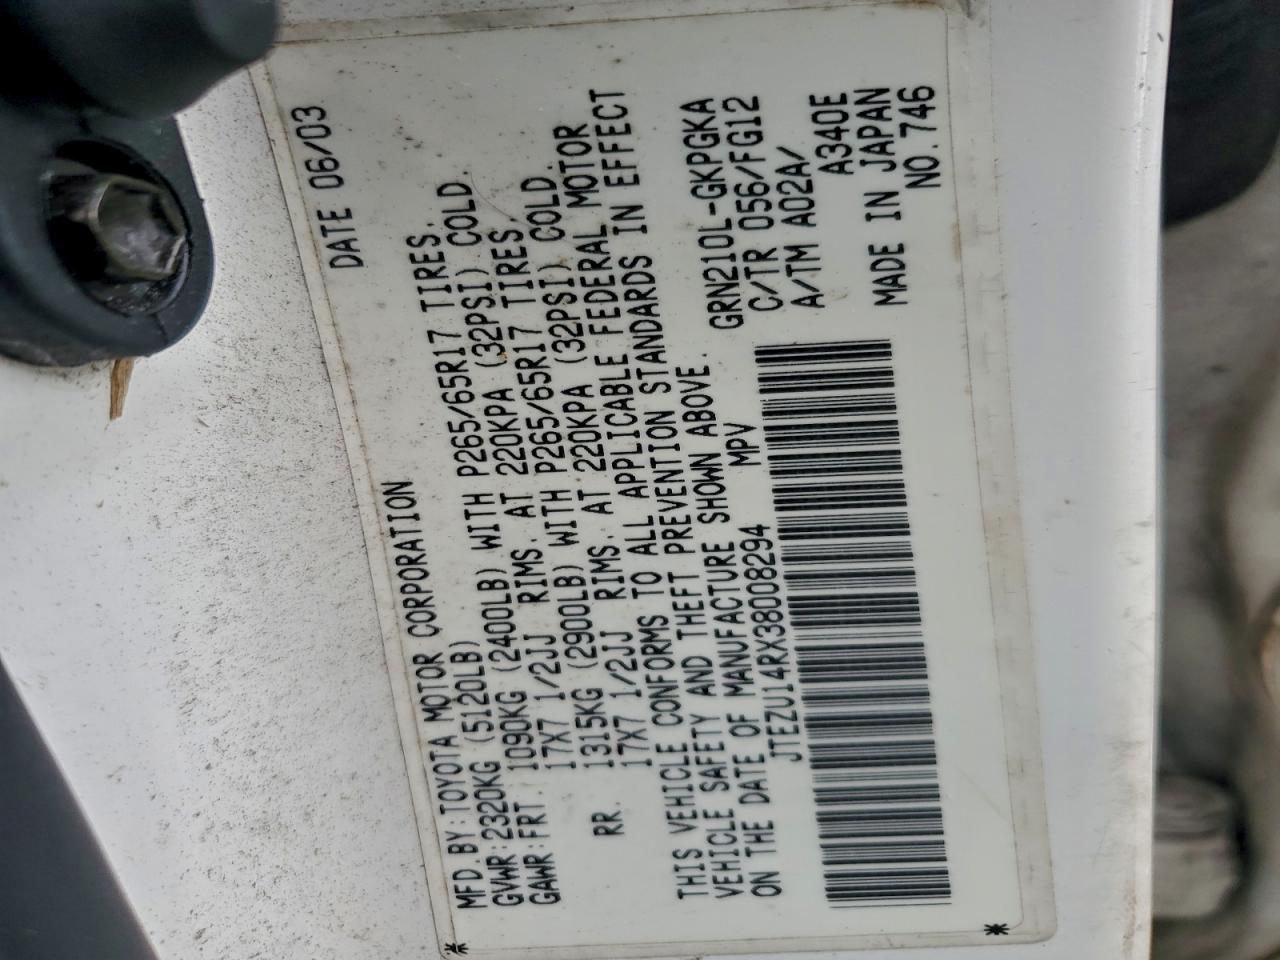 MFD.BY:TOYOTA MOTOR CORPORATION DATE 06/03
GVWR:2320KG (5120LB)
GAWR:FRT. 1090KG (2400LB) WITH P265/65R17 TIRES.
17X7 1/2JJ RIMS. AT 220KPA (32PSI) COLD.
RR. 1315KG (2900LB) WITH P265/65R17 TIRES.
17X7 1/2JJ RIMS. AT 220KPA (32PSI) COLD.
THIS VEHICLE CONFORMS TO ALL APPLICABLE FEDERAL MOTOR
VEHICLE SAFETY AND THEFT PREVENTION STANDARDS IN EFFECT
ON THE DATE OF MANUFACTURE SHOWN ABOVE.
JTEZU14RX38008294 MPV GRN210L-GKPGKA
C/TR 056/FG12
A/TM A02A/
A340E
MADE IN JAPAN
NO.746
* *